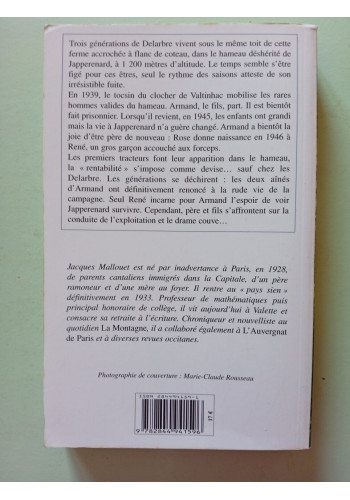 Trois générations de Delarbre vivent sous le même toit de cette
ferme accrochée à flanc de coteau, dans le hameau déshérité de
Japperenard, à 1 200 mètres d'altitude. Le temps semble s'être
figé pour ces êtres, seul le rythme des saisons atteste de son
irrésistible fuite.
En 1939, le tocsin du clocher de Valtinhac mobilise les rares
hommes valides du hameau. Armand, le fils, part. Il est bientôt
fait prisonnier. Lorsqu'il revient, en 1945, les enfants ont grandi
mais la vie à Japperenard n'a guère changé. Armand a bientôt la
joie d'être père de nouveau : Rose donne naissance en 1946 à
René, un gros garçon accouché aux forceps.
Les premiers tracteurs font leur apparition dans le hameau,
la « rentabilité » s'impose comme devise… sauf chez les
Delarbre. Les générations se déchirent : les deux aînés
d'Armand ont définitivement renoncé à la rude vie de la
campagne. Seul René incarne pour Armand l'espoir de voir
Japperenard survivre. Cependant, père et fils s'affrontent sur la
conduite de l'exploitation et le drame couve…
Jacques Mallouet est né par inadvertance à Paris, en 1928,
de parents cantaliens immigrés dans la Capitale, d'un père
ramoneur et d'une mère au foyer. Il rentre au « pays sien »
définitivement en 1933. Professeur de mathématiques puis
principal honoraire de collège, il vit aujourd'hui à Valette et
consacre sa retraite à l'écriture. Chroniqueur et nouvelliste au
quotidien La Montagne, il a collaboré également à L'Auvergnat
de Paris et à diverses revues occitanes.
Photographie de couverture : Marie-Claude Rousseau
ISBN 2844941591
9 782844 941596
17 €